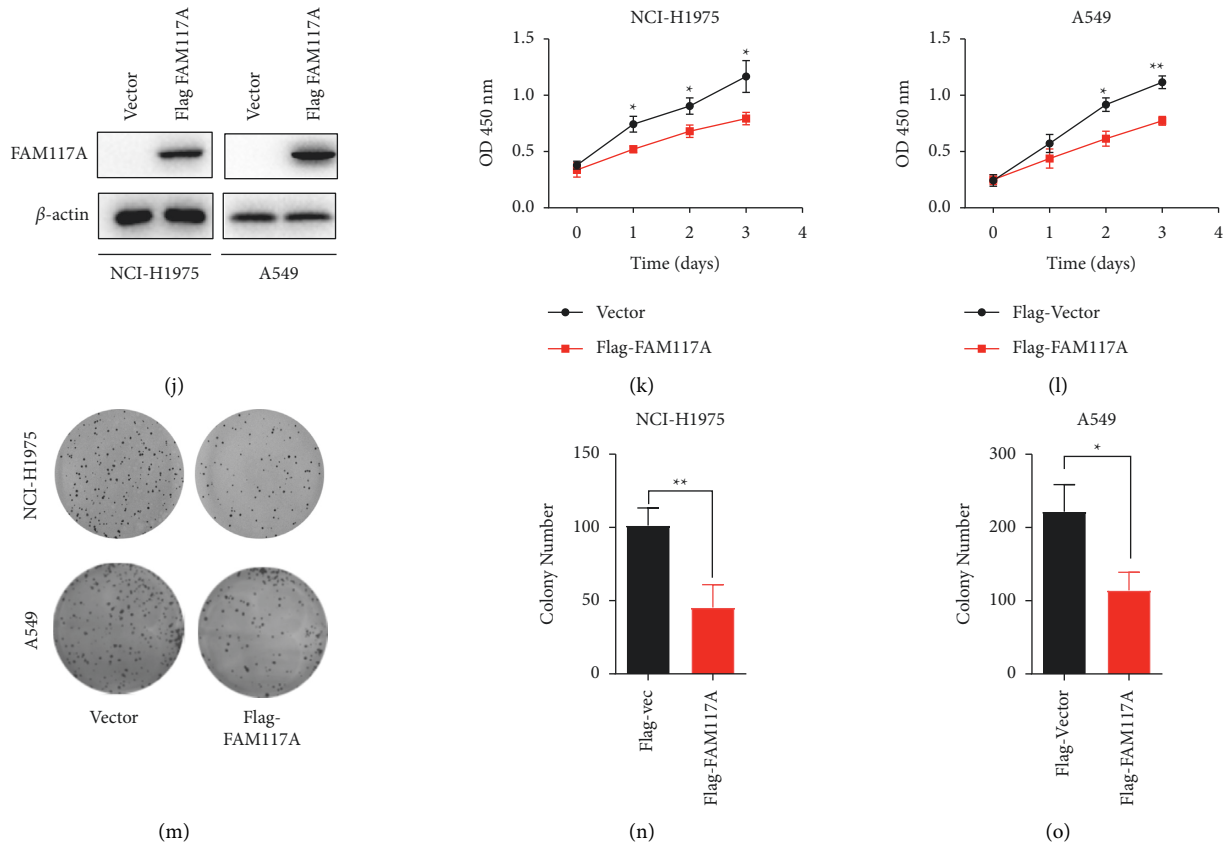 Vector
Flag FAM117A
Vector
Flag FAM117A
FAM117A
β-actin
NCI-H1975
A549
(j)
NCI-H1975
1.5
1.0
0.5
0.0
OD 450 nm
*
*
*
0
1
2
3
4
Time (days)
Vector
Flag-FAM117A
(k)
A549
1.5
1.0
0.5
0.0
OD 450 nm
*
**
0
1
2
3
4
Time (days)
Flag-Vector
Flag-FAM117A
(l)
NCI-H1975
A549
Vector
Flag-
FAM117A
(m)
NCI-H1975
150
100
50
0
Colony Number
**
Flag-vec
Flag-FAM117A
(n)
A549
300
200
100
0
Colony Number
*
Flag-Vector
Flag-FAM117A
(o)